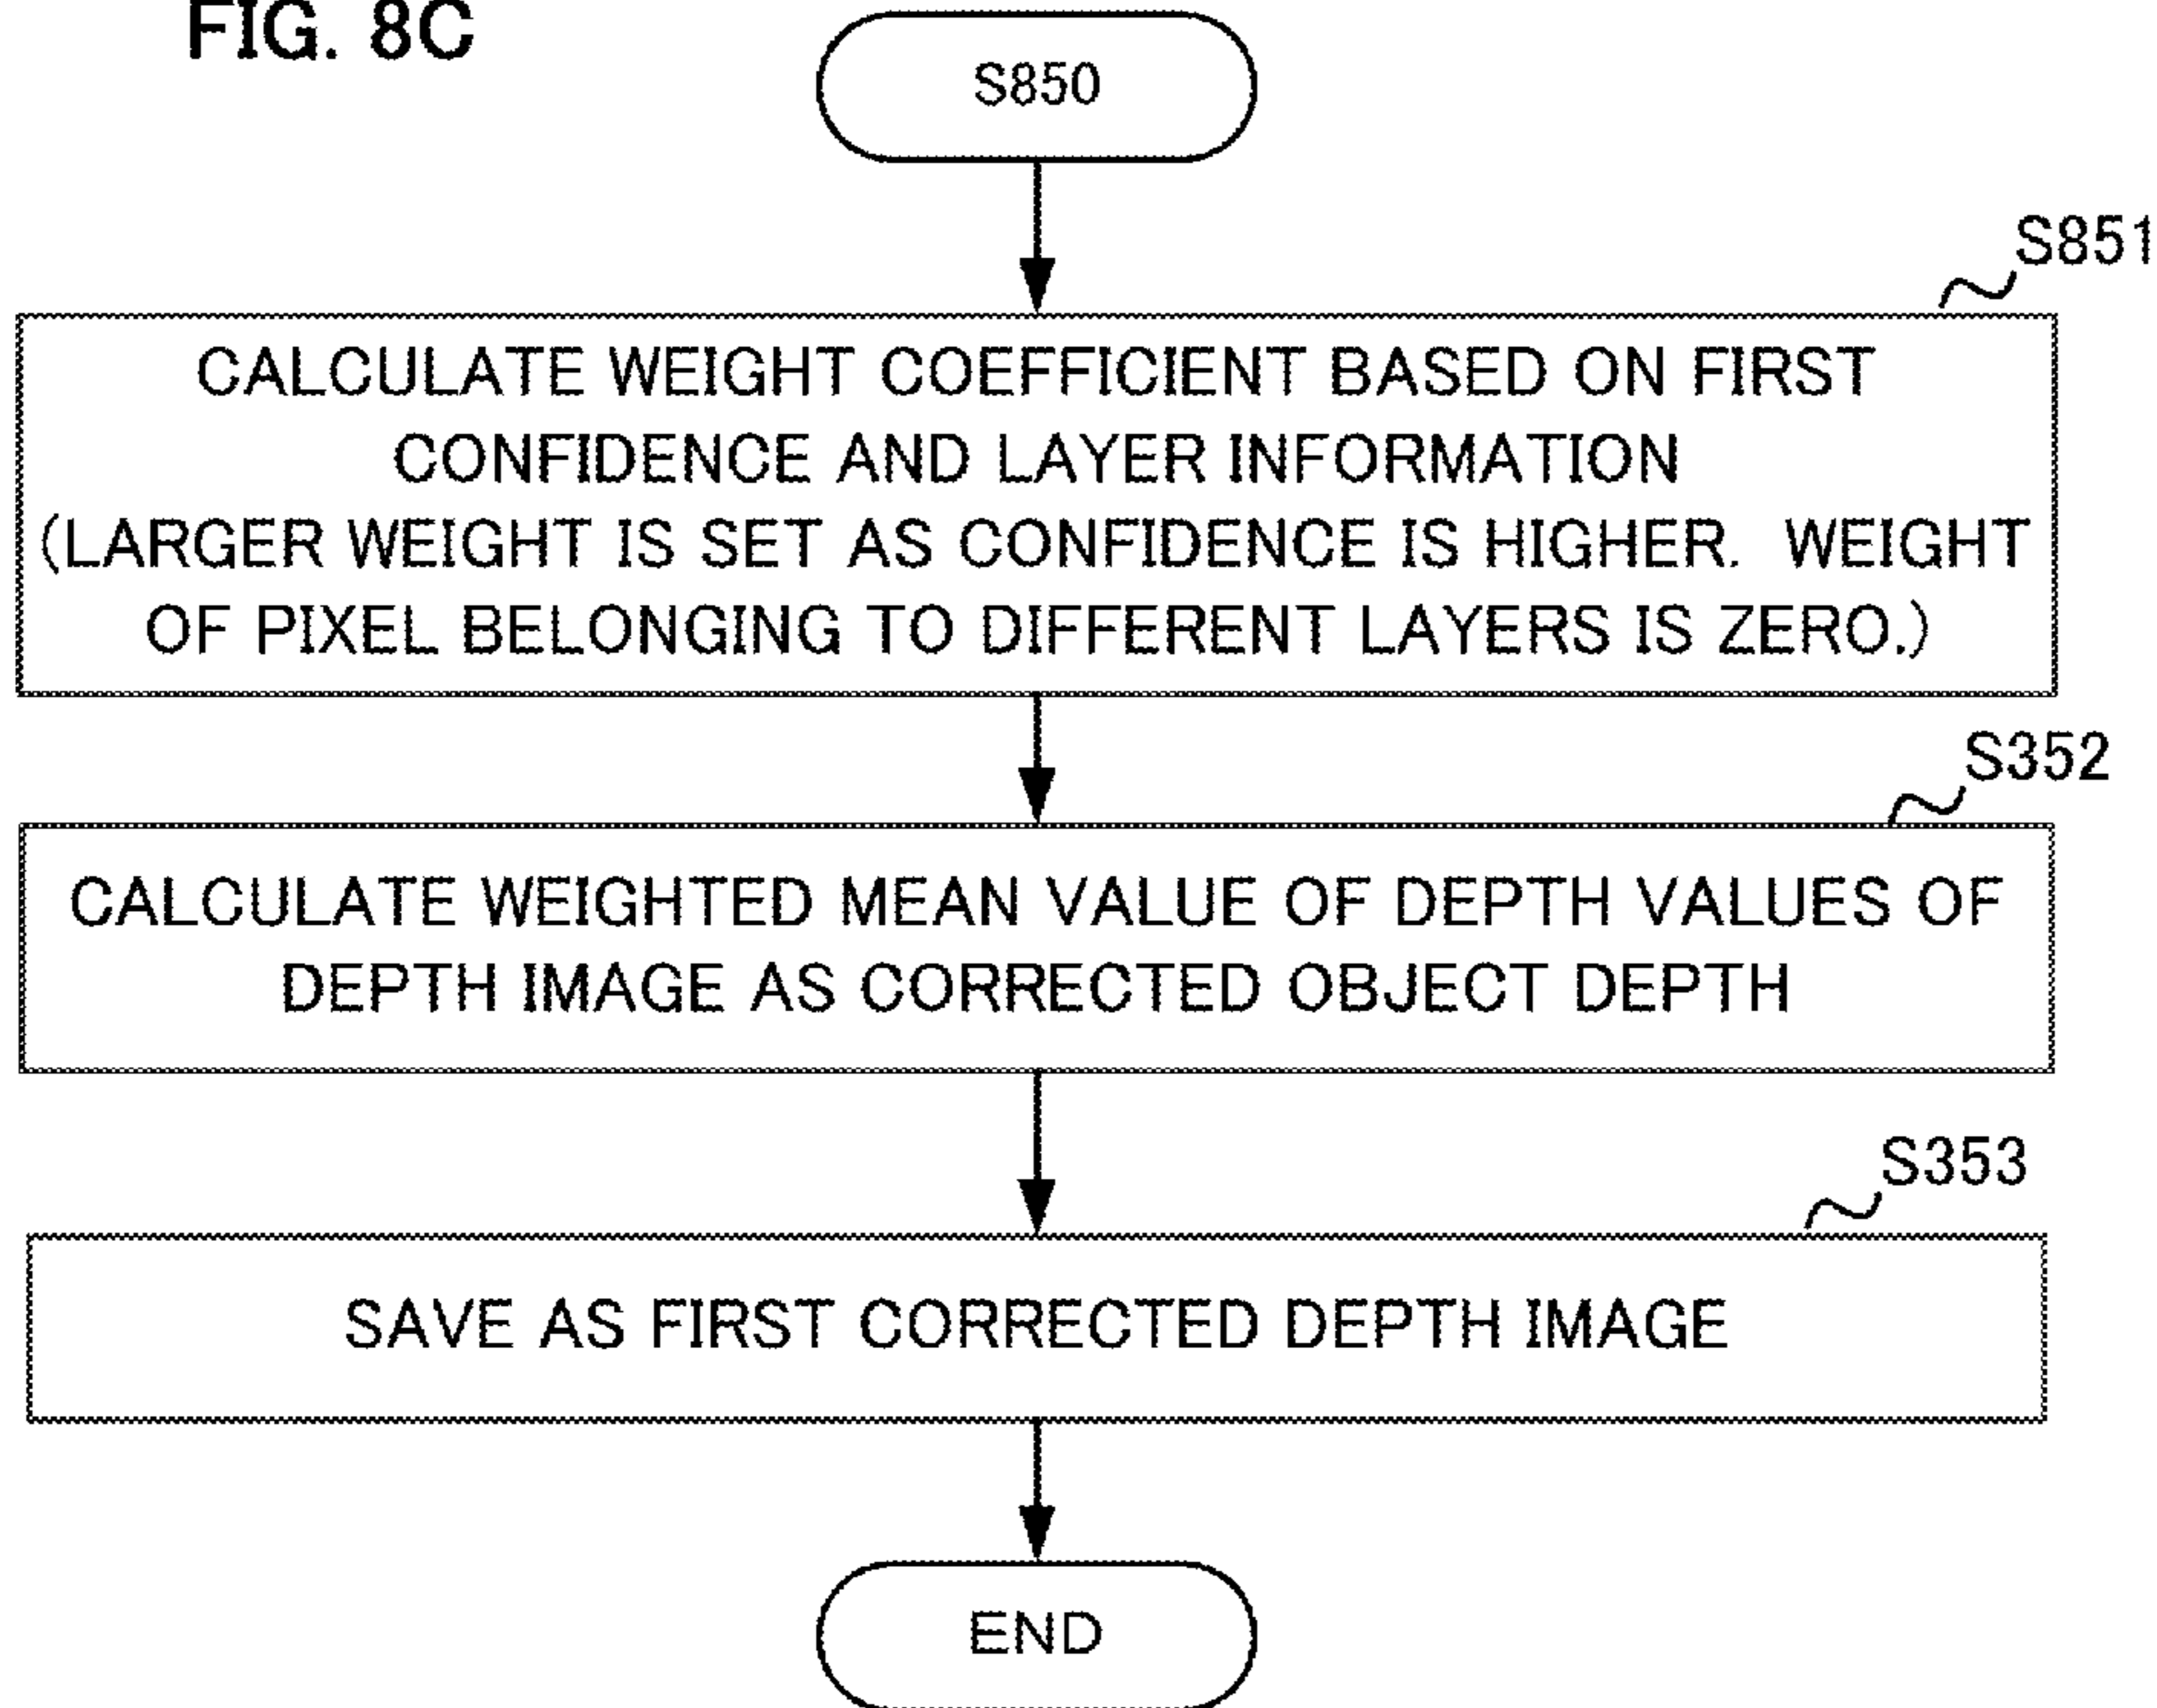 FIG. 8C
S850
S851
CALCULATE WEIGHT COEFFICIENT BASED ON FIRST
CONFIDENCE AND LAYER INFORMATION
(LARGER WEIGHT IS SET AS CONFIDENCE IS HIGHER. WEIGHT
OF PIXEL BELONGING TO DIFFERENT LAYERS IS ZERO.)
S352
CALCULATE WEIGHTED MEAN VALUE OF DEPTH VALUES OF
DEPTH IMAGE AS CORRECTED OBJECT DEPTH
S353
SAVE AS FIRST CORRECTED DEPTH IMAGE
END